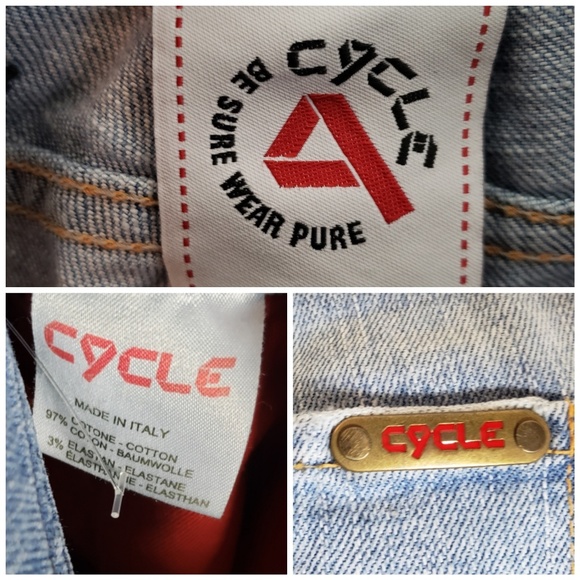 CYCLE
BE SURE WEAR PURE
CYCLE
MADE IN ITALY
97% COTONE - COTTON
COTON - BAUMWOLLE
3% ELASTAN - ELASTANE
- ELASTHAN
CYCLE